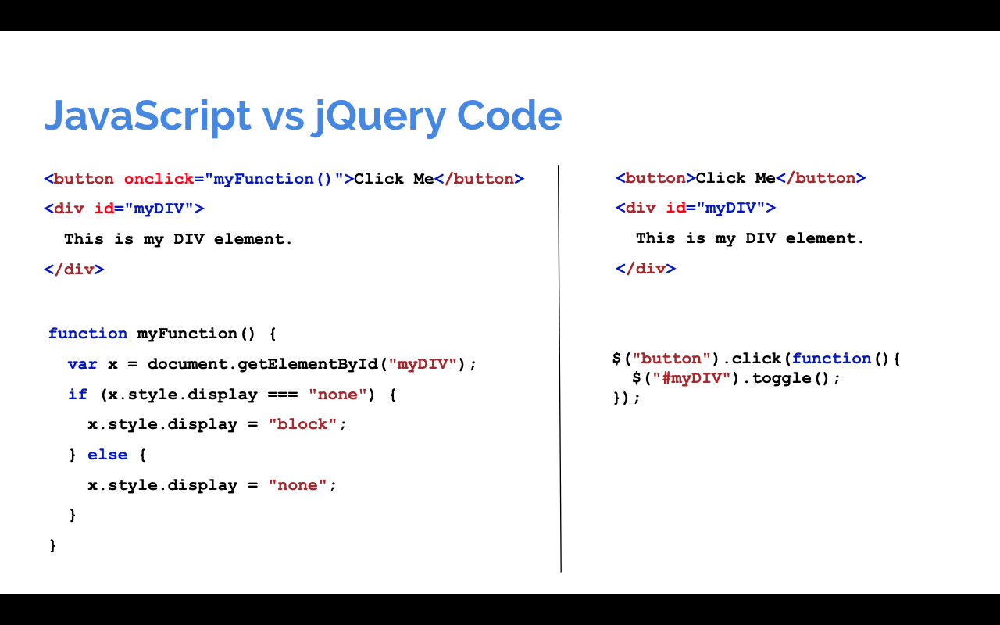 JavaScript vs jQuery Code
<button onclick="myFunction()">Click Me</button>
<div id="myDIV">
  This is my DIV element.
</div>
function myFunction() {
  var x = document.getElementById("myDIV");
  if (x.style.display === "none") {
    x.style.display = "block";
  } else {
    x.style.display = "none";
  }
}
<button>Click Me</button>
<div id="myDIV">
  This is my DIV element.
</div>
$("button").click(function(){
  $("#myDIV").toggle();
});